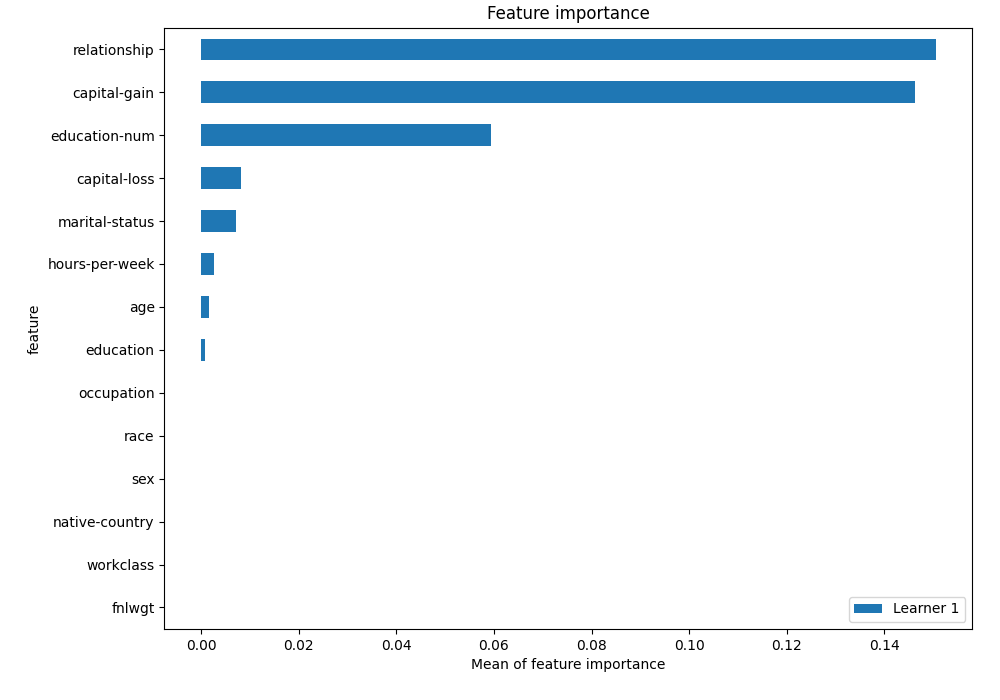 Feature importance
relationship
capital-gain
education-num
capital-loss
marital-status
hours-per-week
age
education
occupation
race
sex
native-country
workclass
fnlwgt
feature
Learner 1
0.00 0.02 0.04 0.06 0.08 0.10 0.12 0.14
Mean of feature importance